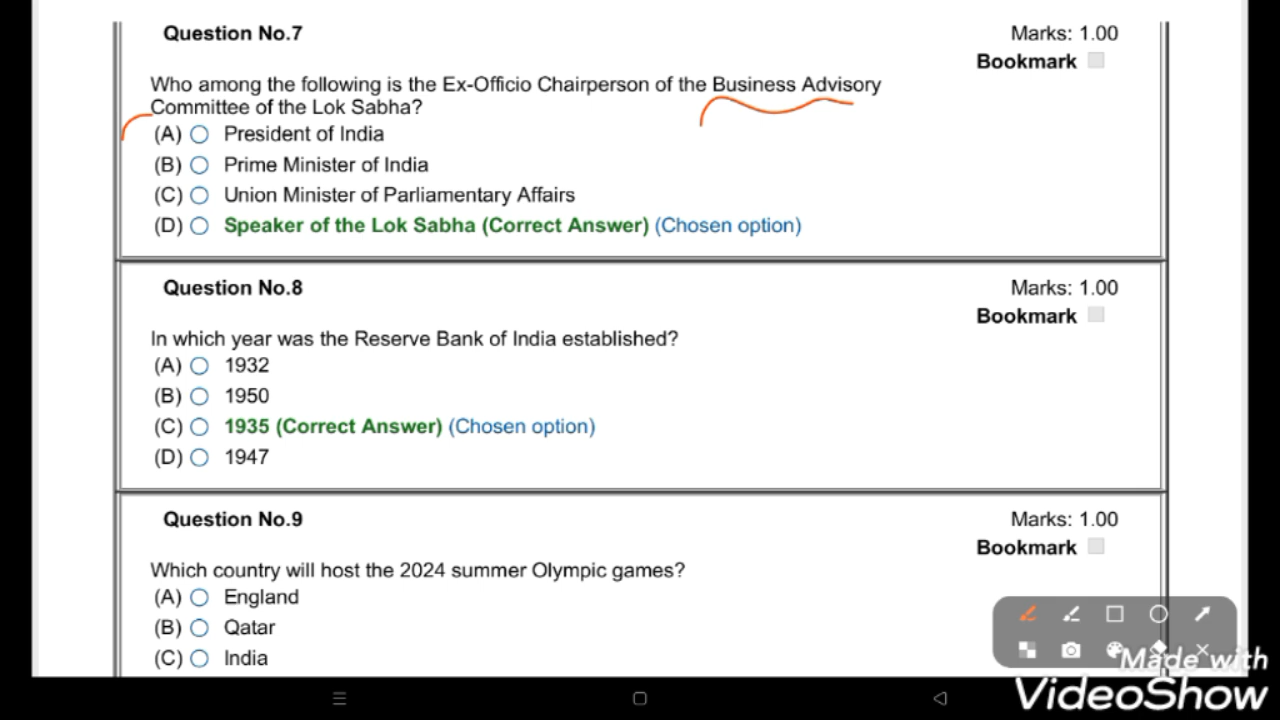 Question No.7 Marks: 1.00
Bookmark
Who among the following is the Ex-Officio Chairperson of the Business Advisory
Committee of the Lok Sabha?
(A) President of India
(B) Prime Minister of India
(C) Union Minister of Parliamentary Affairs
(D) Speaker of the Lok Sabha (Correct Answer) (Chosen option)
Question No.8 Marks: 1.00
Bookmark
In which year was the Reserve Bank of India established?
(A) 1932
(B) 1950
(C) 1935 (Correct Answer) (Chosen option)
(D) 1947
Question No.9 Marks: 1.00
Bookmark
Which country will host the 2024 summer Olympic games?
(A) England
(B) Qatar
(C) India
Made with
VideoShow